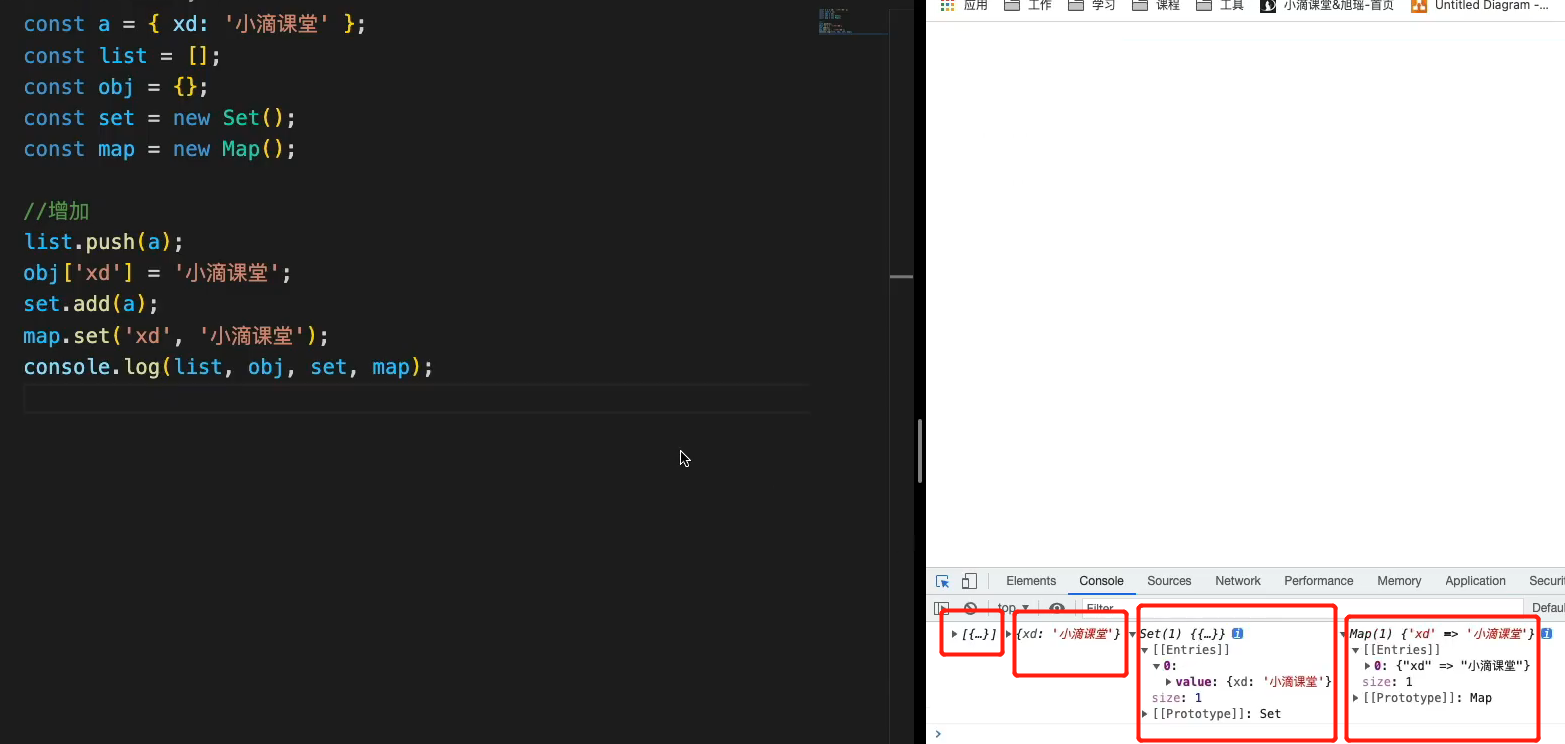 const a = { xd: '小滴课堂' };
const list = [];
const obj = {};
const set = new Set();
const map = new Map();
//增加
list.push(a);
obj['xd'] = '小滴课堂';
set.add(a);
map.set('xd', '小滴课堂');
console.log(list, obj, set, map);
应用 工作 学习 课程 工具 小滴课堂&旭瑶-首页 Untitled Diagram -...
Elements Console Sources Network Performance Memory Application Securit
top Filter Defau
[{…}] {xd: '小滴课堂'} Set(1) {{…}} Map(1) {'xd' => '小滴课堂'}
[[Entries]] [[Entries]]
0: 0: {"xd" => "小滴课堂"}
value: {xd: '小滴课堂'} size: 1
size: 1 [[Prototype]]: Map
[[Prototype]]: Set